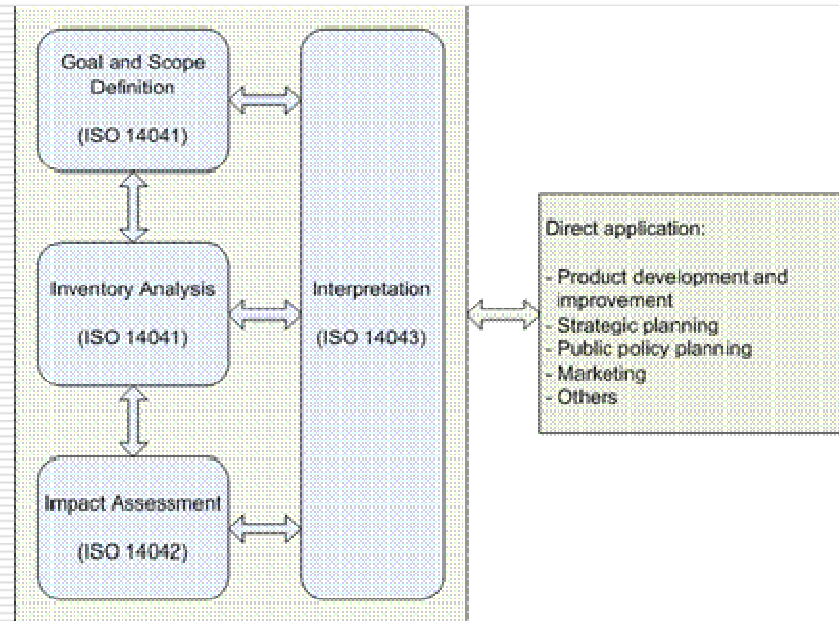 Goal and Scope
Definition
(ISO 14041)
Inventory Analysis
(ISO 14041)
Impact Assessment
(ISO 14042)
Interpretation
(ISO 14043)
Direct application:
- Product development and
improvement
- Strategic planning
- Public policy planning
- Marketing
- Others